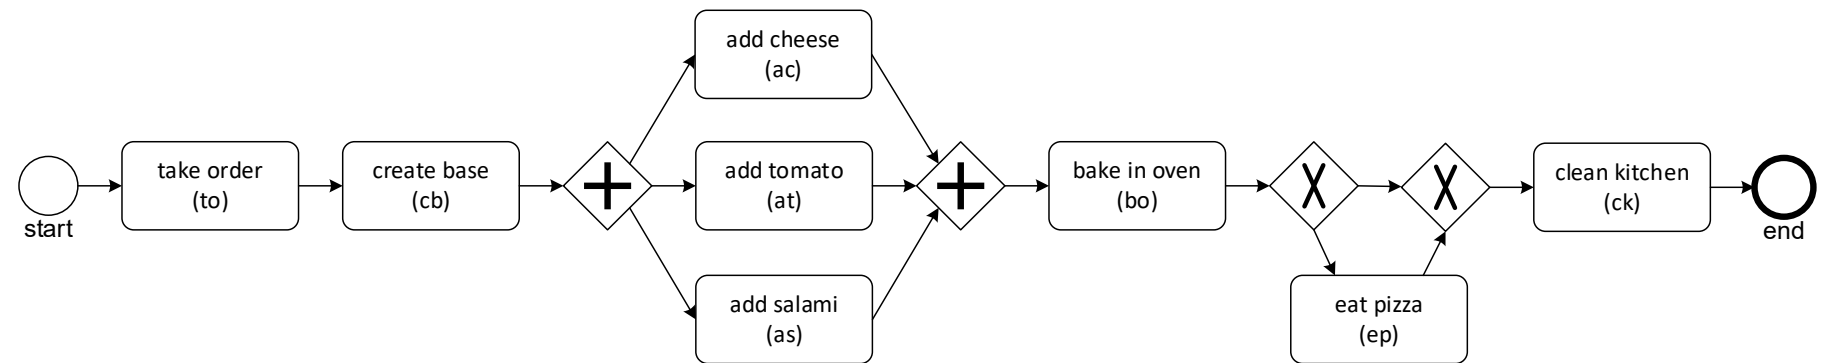 start
take order
(to)
create base
(cb)
add cheese
(ac)
add tomato
(at)
add salami
(as)
bake in oven
(bo)
X
X
eat pizza
(ep)
clean kitchen
(ck)
end